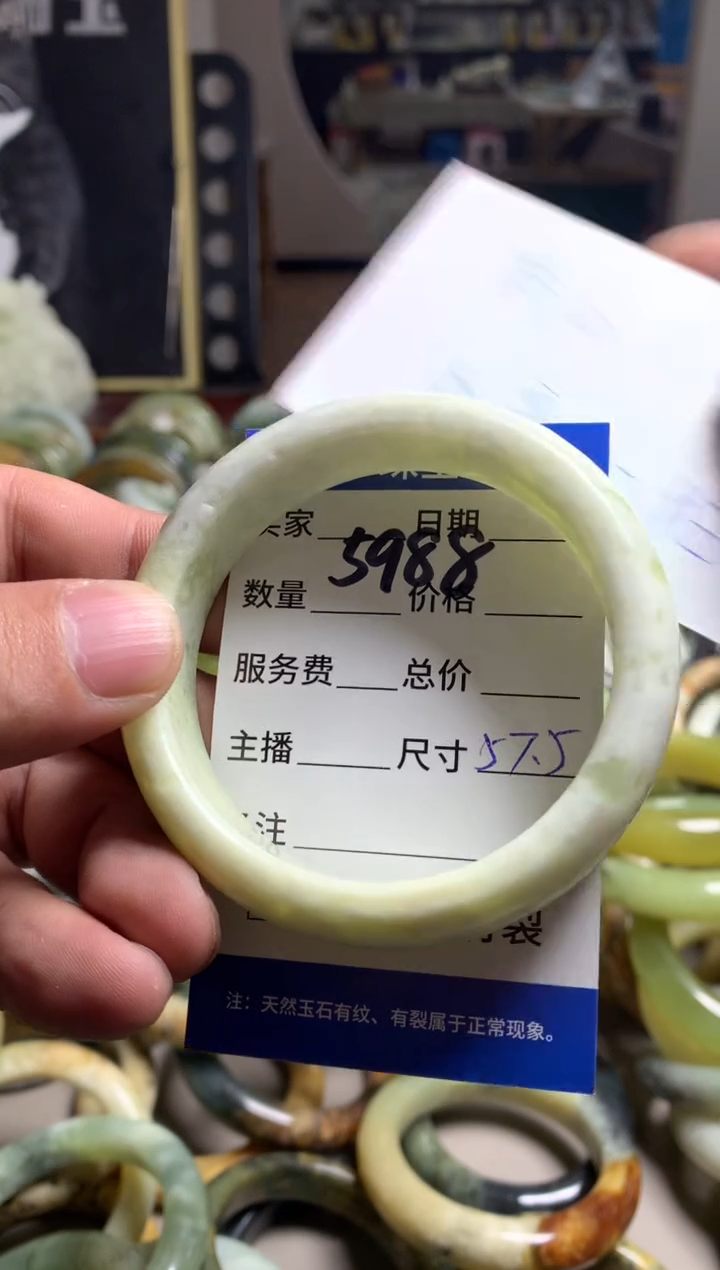 家 日期
5988
数量 价格
服务费 总价
主播 尺寸 57.5
注
裂
注：天然玉石有纹、有裂属于正常现象。